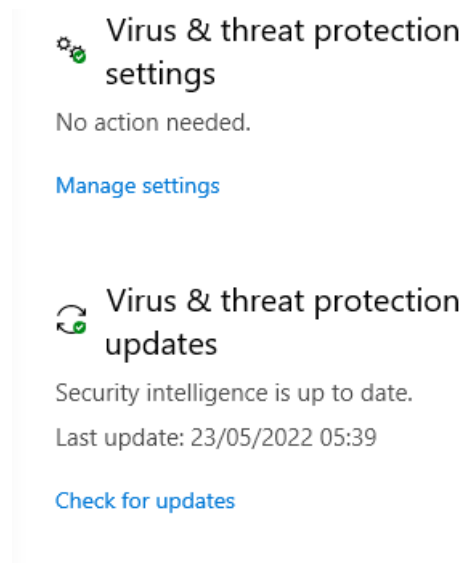 Virus & threat protection
settings
No action needed.
Manage settings
Virus & threat protection
updates
Security intelligence is up to date.
Last update: 23/05/2022 05:39
Check for updates